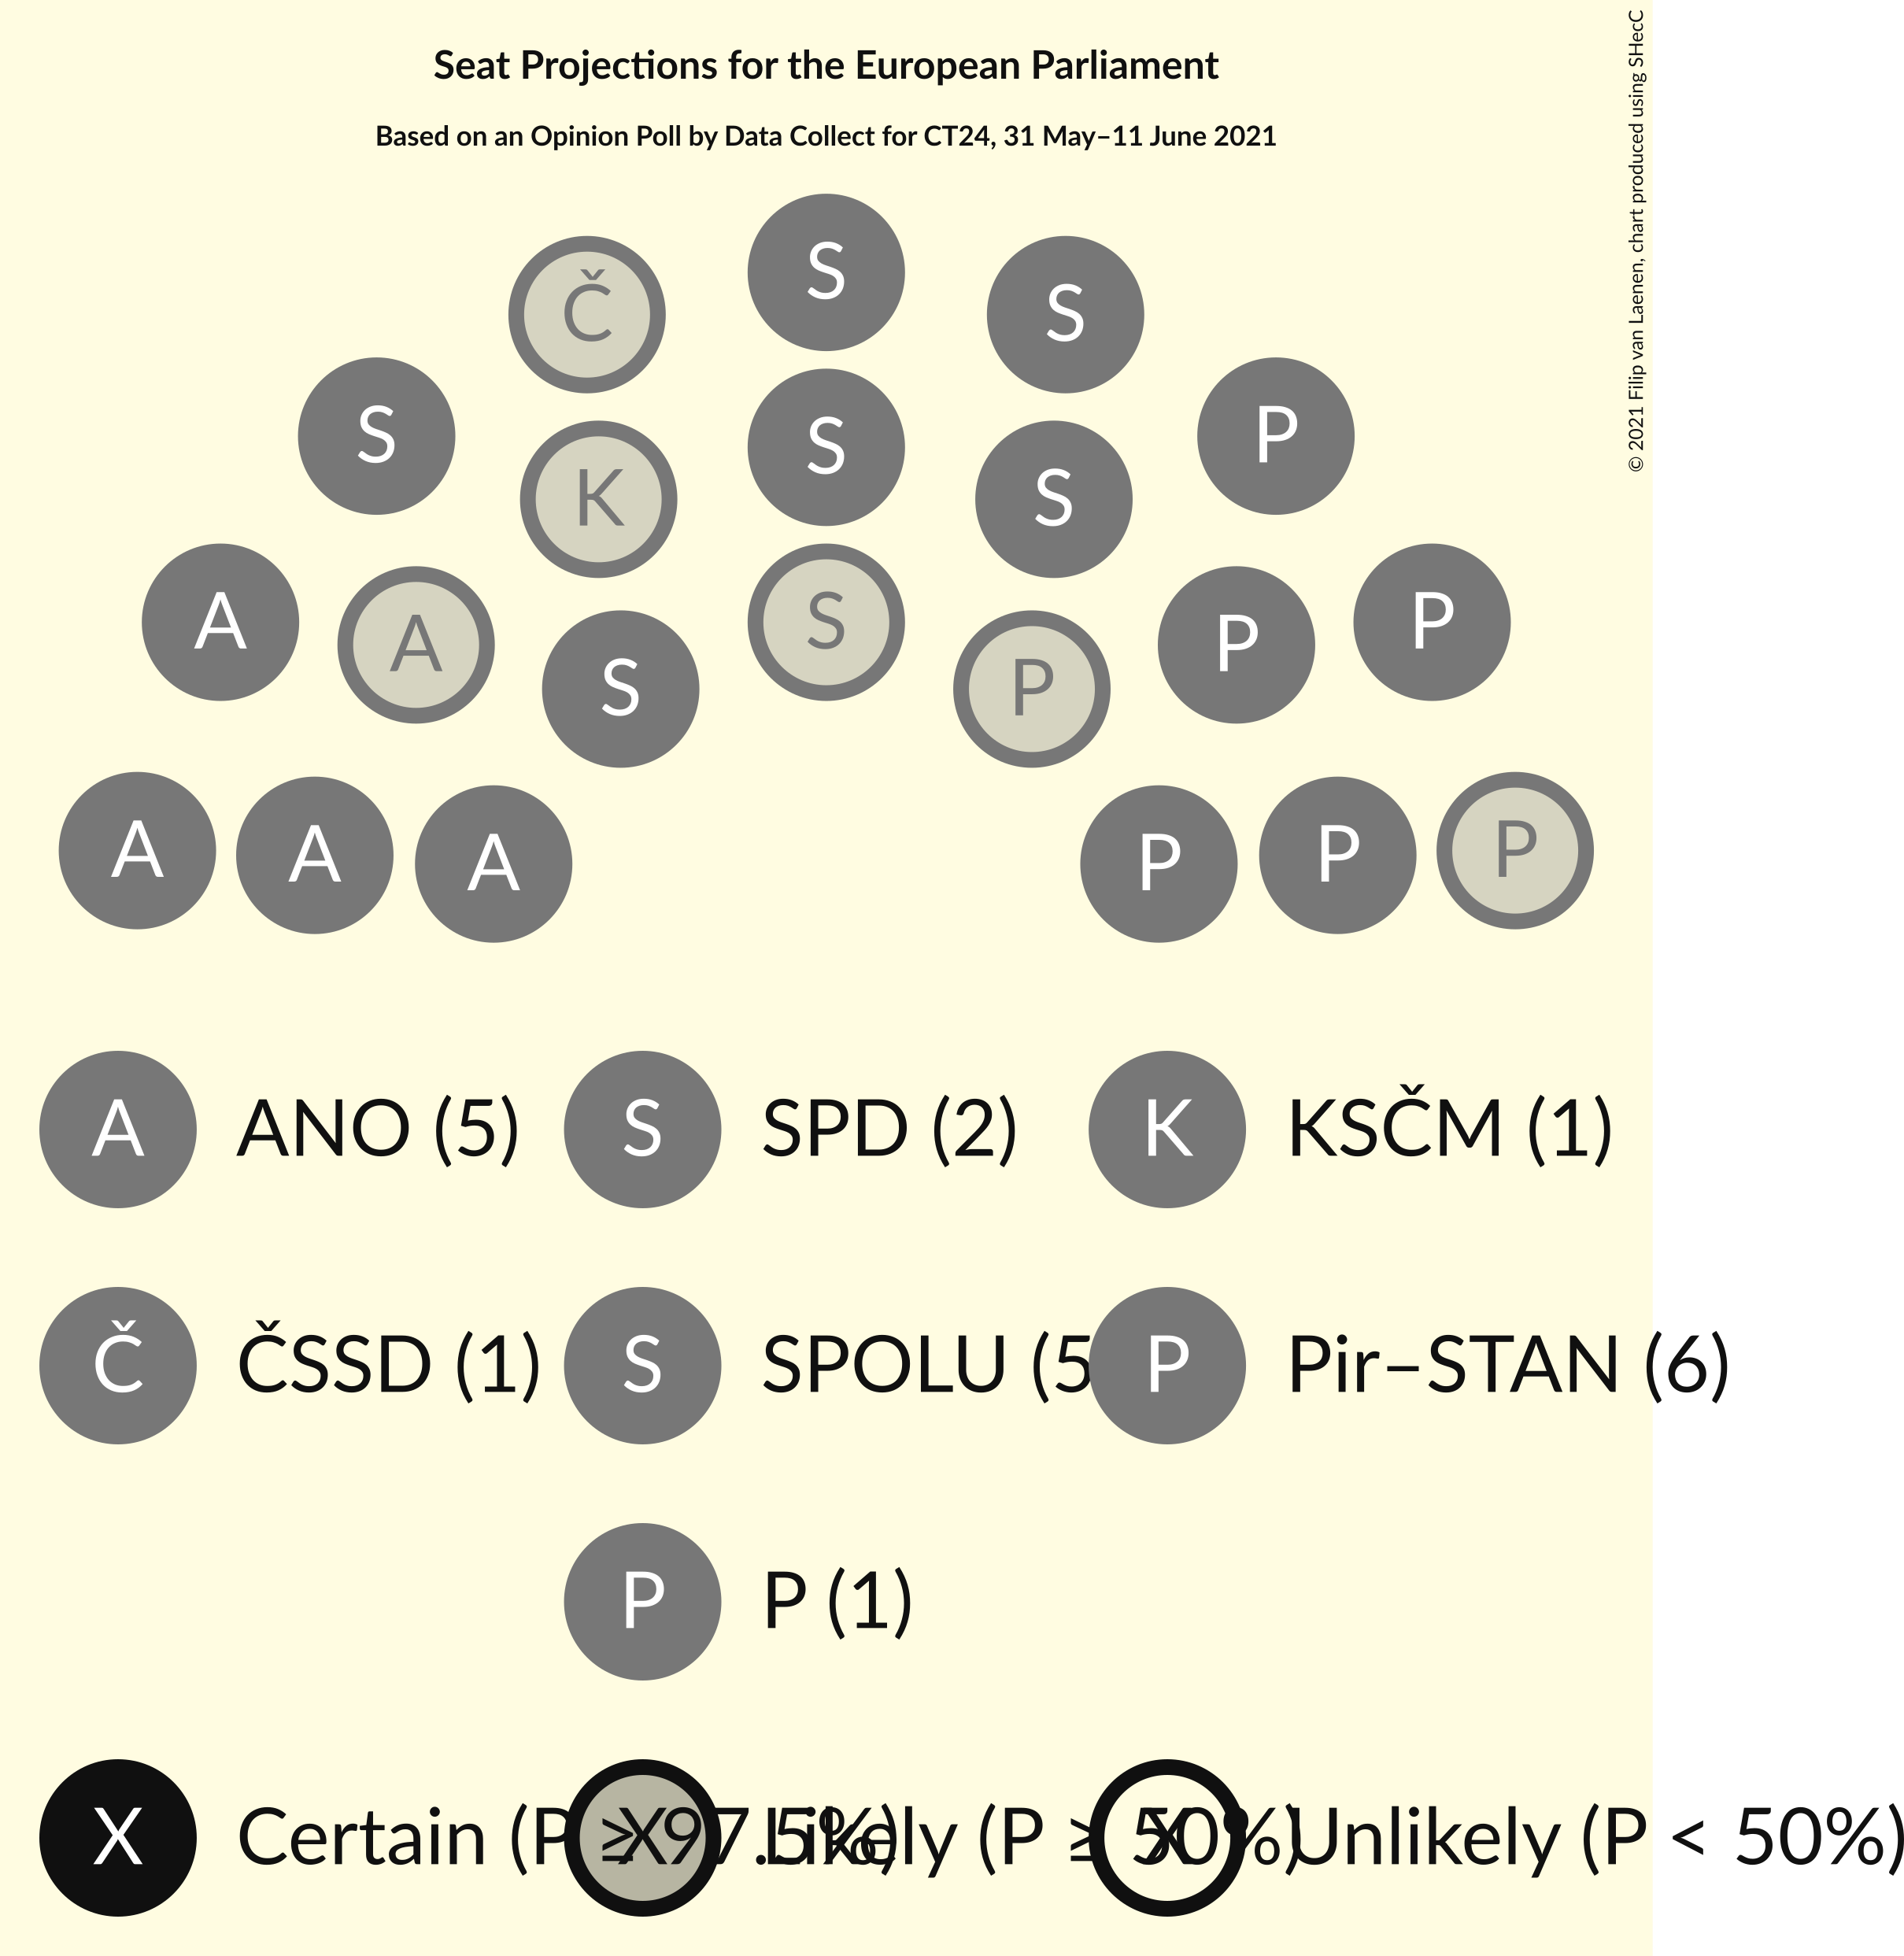 Seat Projections for the European Parliament
Based on an Opinion Poll by Data Collect for CT24, 31 May–11 June 2021
© 2021 Filip van Laenen, chart produced using SHecC
S
Č S
S
S P
K S S
A P
A S P
S P
A A A P P P
A ANO (5) S SPD (2) K KSČM (1)
Č ČSSD (1) S SPOLU (5 P Pir–STAN (6)
P P (1)
X Certain (P ≥ 97.5%) X Likely (P ≥ 50%) X Unlikely (P < 50%)